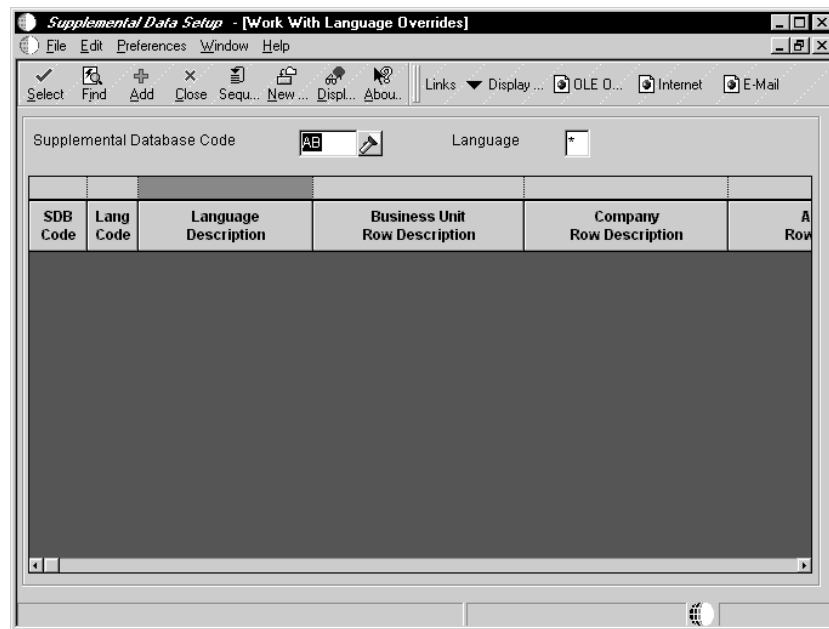 Supplemental Data Setup - [Work With Language Overrides]
File Edit Preferences Window Help
Select Find Add Close Sequ... New ... Displ... Abou.. Links Display ... OLE O... Internet E-Mail
Supplemental Database Code AB Language *
SDB Code Lang Code Language Description Business Unit Row Description Company Row Description A Row